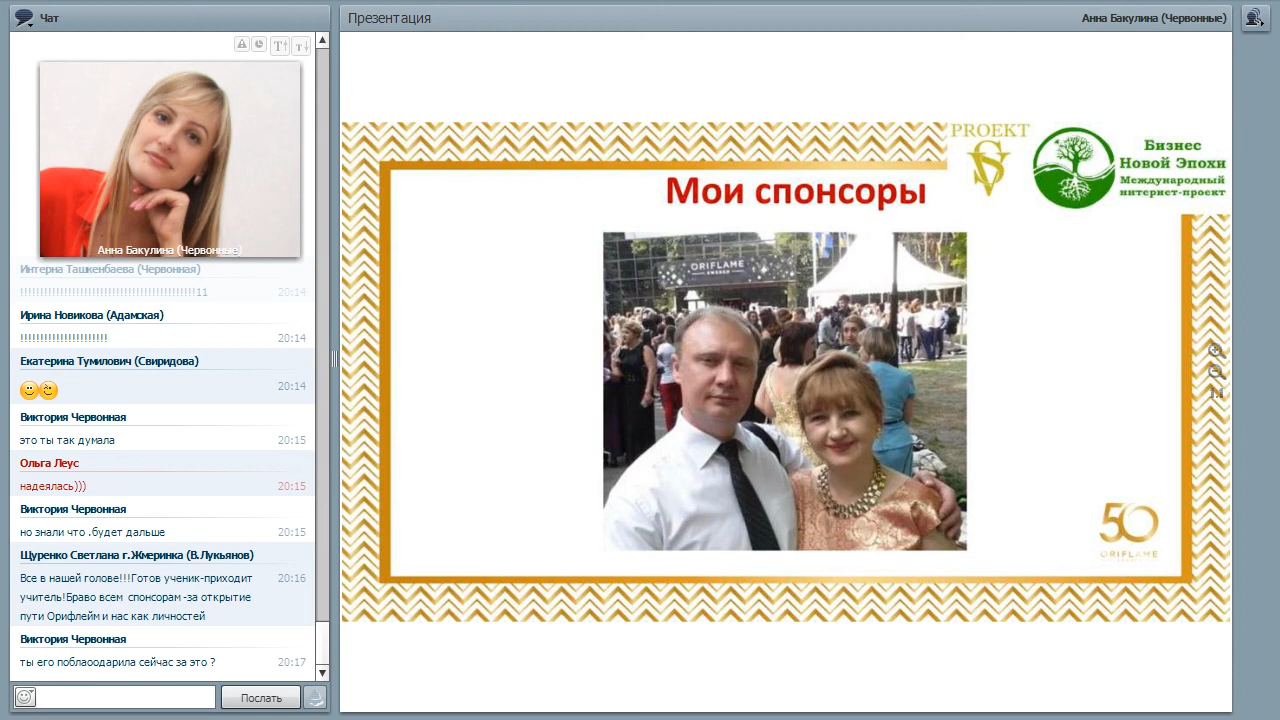 Чат
Анна Бакулина (Червонные)
Интерна Ташкенбаева (Червонная)
!!!!!!!!!!!!!!!!!!!!!!!!!!!!!!!!!!!!!!!!!!!!11 20:14
Ирина Новикова (Адамская)
!!!!!!!!!!!!!!!!!!!!!! 20:14
Екатерина Тумилович (Свиридова)
20:14
Виктория Червонная
это ты так думала 20:15
Ольга Леус
надеялась))) 20:15
Виктория Червонная
но знали что .будет дальше 20:15
Щуренко Светлана г.Жмеринка (В.Лукьянов)
Все в нашей голове!!!Готов ученик-приходит 20:16
учитель!Браво всем спонсорам -за открытие
пути Орифлейм и нас как личностей
Виктория Червонная
ты его поблаоодарила сейчас за это ? 20:17
Послать
Презентация
Анна Бакулина (Червонные)
PROEKT
SV
Бизнес
Новой Эпохи
Международный
интернет-проект
Мои спонсоры
ORIFLAME
SWEDEN
50
ORIFLAME
1:1